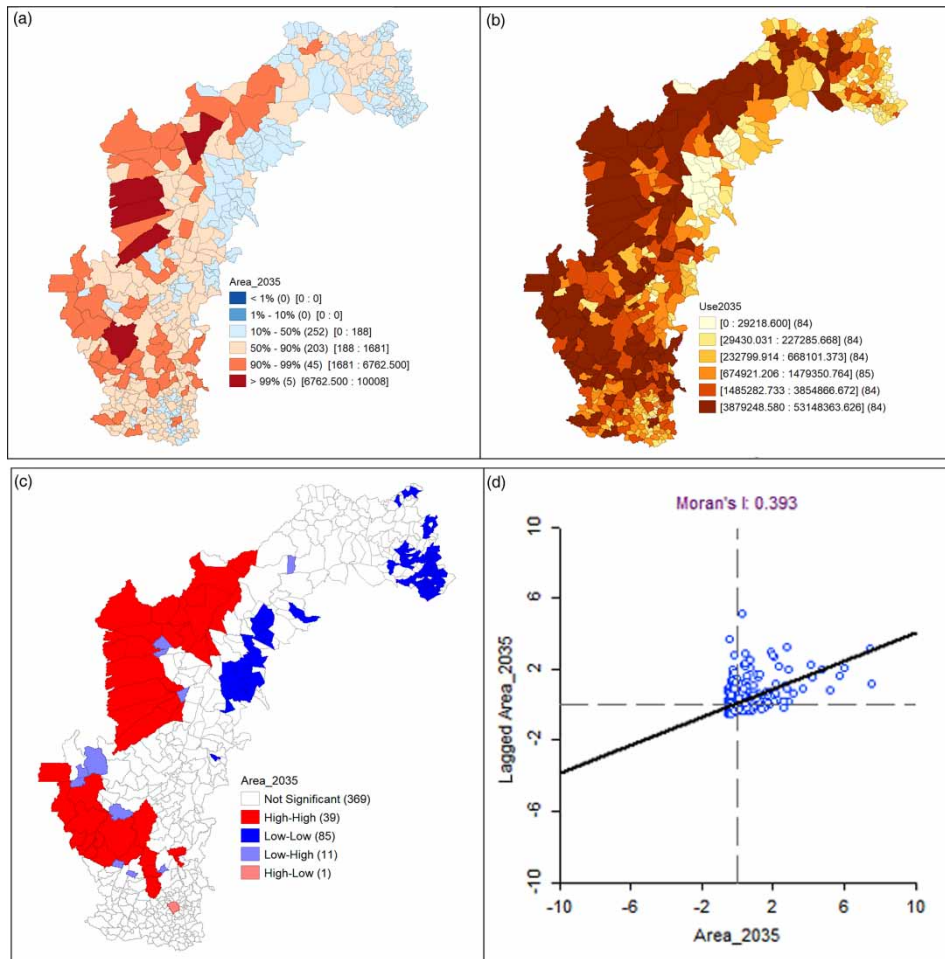 (a)
Area_2035
< 1% (0) [0 : 0]
1% - 10% (0) [0 : 0]
10% - 50% (252) [0 : 188]
50% - 90% (203) [188 : 1681]
90% - 99% (45) [1681 : 6762.500]
> 99% (5) [6762.500 : 10008]
(b)
Use2035
[0 : 29218.600] (84)
[29430.031 : 227285.668] (84)
[232799.914 : 668101.373] (84)
[674921.206 : 1479350.764] (85)
[1485282.733 : 3854866.672] (84)
[3879248.580 : 53148363.626] (84)
(c)
Area_2035
Not Significant (369)
High-High (39)
Low-Low (85)
Low-High (11)
High-Low (1)
(d)
Moran's I: 0.393
10
6
2
-2
-6
-10
Lagged Area_2035
-10 -6 -2 2 6 10
Area_2035